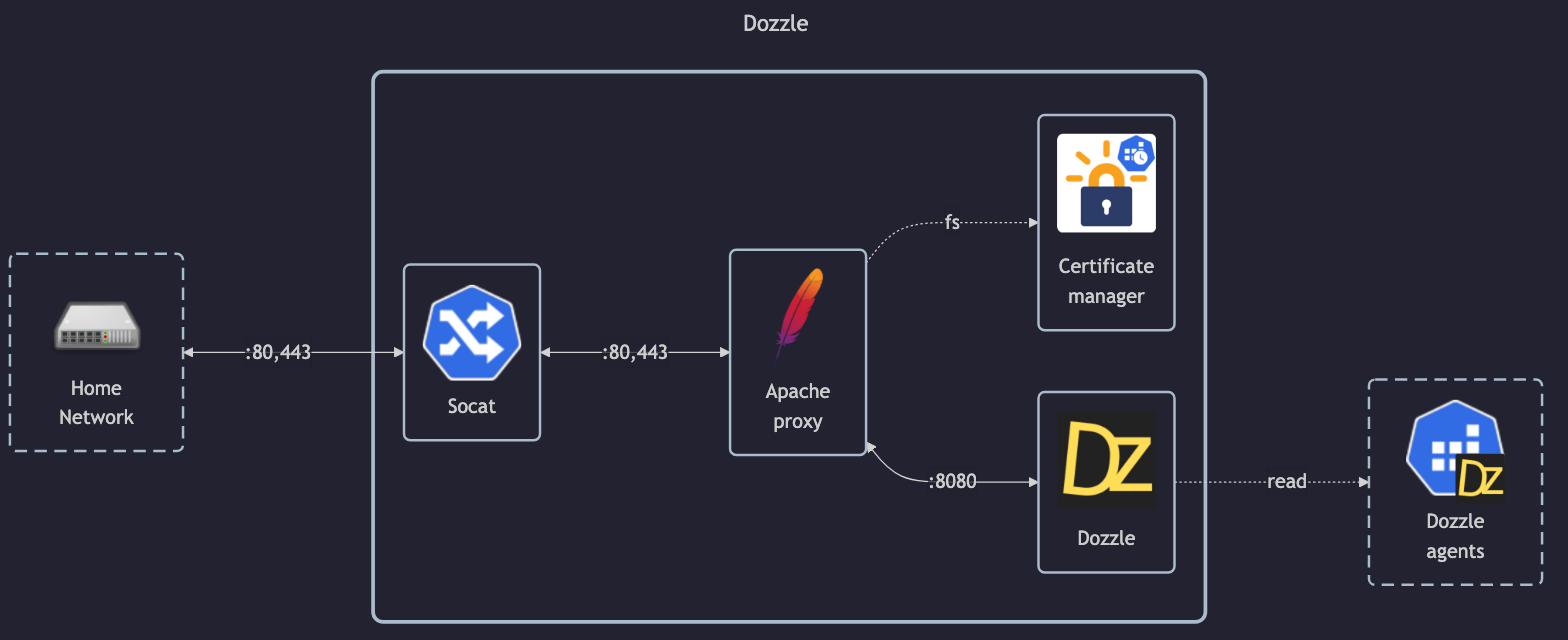 Dozzle
Home
Network
:80,443
Socat
:80,443
Apache
proxy
fs
Certificate
manager
:8080
DZ
Dozzle
read
DZ
Dozzle
agents